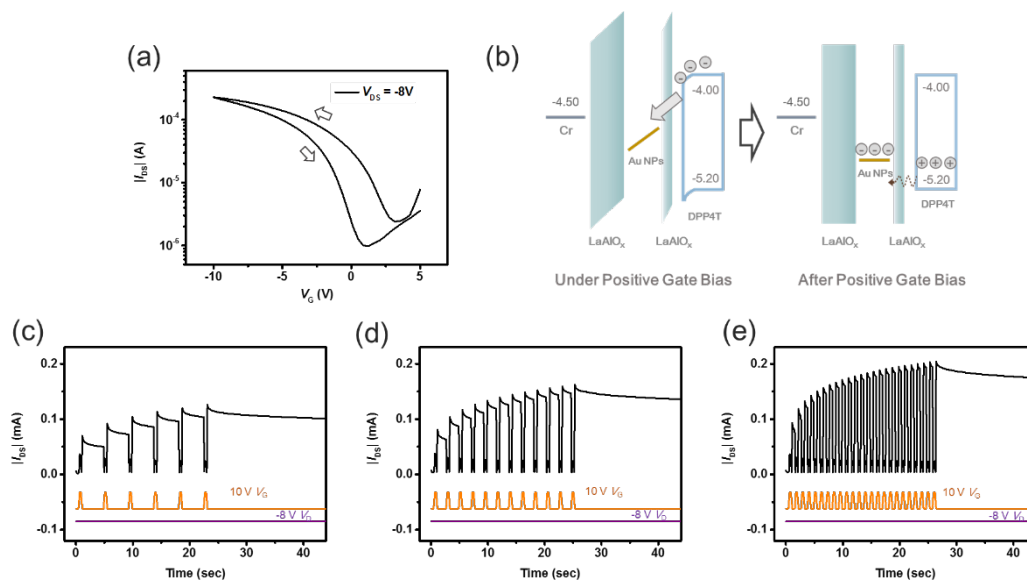 (a)
V_DS = -8V
|I_DS| (A)
10^-4
10^-5
10^-6
-10
-5
0
5
V_G (V)
(b)
-4.50
Cr
Au NPs
-4.00
-5.20
DPP4T
LaAlO_x
LaAlO_x
Under Positive Gate Bias
-4.50
Cr
Au NPs
-4.00
-5.20
DPP4T
LaAlO_x
LaAlO_x
After Positive Gate Bias
(c)
|I_DS| (mA)
0.2
0.1
0.0
-0.1
10 V V_G
-8 V V_D
0
10
20
30
40
Time (sec)
(d)
|I_DS| (mA)
0.2
0.1
0.0
-0.1
10 V V_G
-8 V V_D
0
10
20
30
40
Time (sec)
(e)
|I_DS| (mA)
0.2
0.1
0.0
-0.1
10 V V_G
-8 V V_D
0
10
20
30
40
Time (sec)